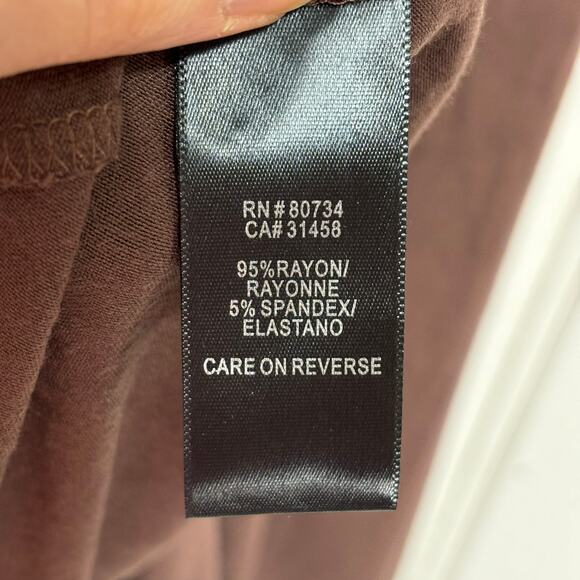 RN#80734
CA#31458
95%RAYON/
RAYONNE
5% SPANDEX/
ELASTANO
CARE ON REVERSE